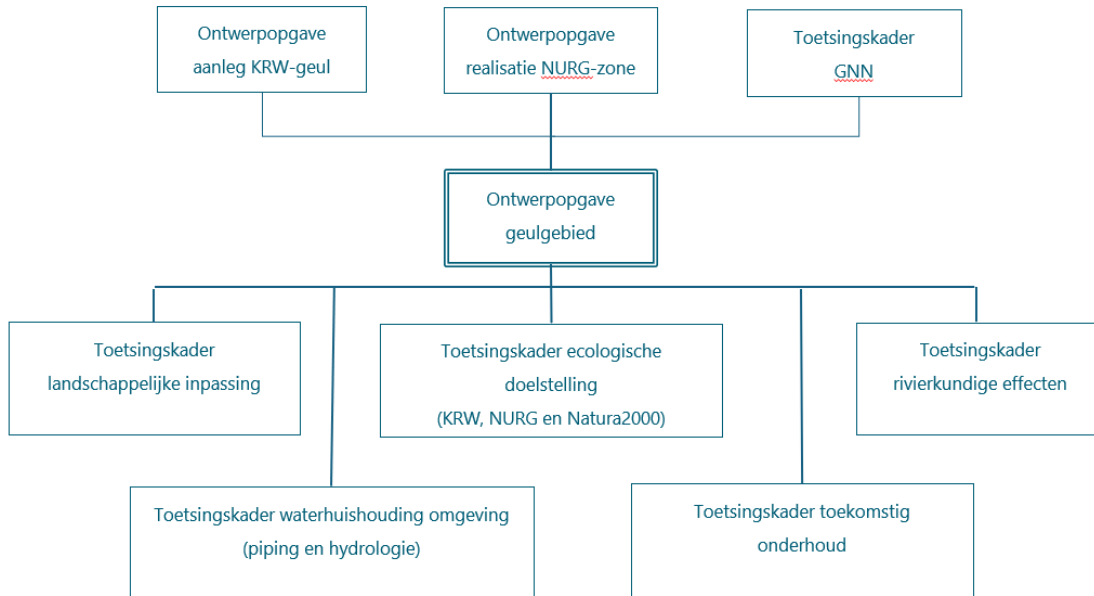 Ontwerpopgave
aanleg KRW-geul
Ontwerpopgave
realisatie NURG-zone
Toetsingskader
GNN
Ontwerpopgave
geulgebied
Toetsingskader
landschappelijke inpassing
Toetsingskader ecologische
doelstelling
(KRW, NURG en Natura2000)
Toetsingskader
rivierkundige effecten
Toetsingskader waterhuishouding omgeving
(piping en hydrologie)
Toetsingskader toekomstig
onderhoud